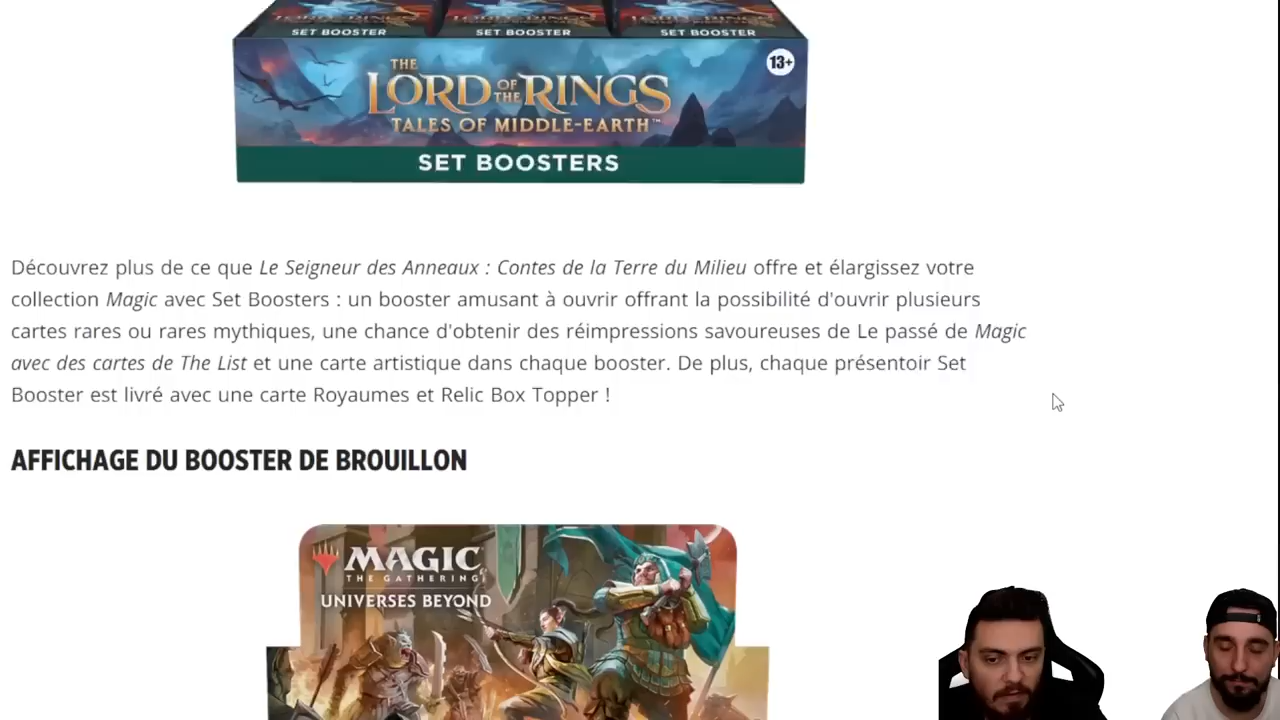 SET BOOSTER SET BOOSTER SET BOOSTER
13+
THE
LORD OF THE RINGS
TALES OF MIDDLE-EARTH™
SET BOOSTERS
Découvrez plus de ce que Le Seigneur des Anneaux : Contes de la Terre du Milieu offre et élargissez votre
collection Magic avec Set Boosters : un booster amusant à ouvrir offrant la possibilité d'ouvrir plusieurs
cartes rares ou rares mythiques, une chance d'obtenir des réimpressions savoureuses de Le passé de Magic
avec des cartes de The List et une carte artistique dans chaque booster. De plus, chaque présentoir Set
Booster est livré avec une carte Royaumes et Relic Box Topper !
AFFICHAGE DU BOOSTER DE BROUILLON
MAGIC
THE GATHERING
UNIVERSES BEYOND